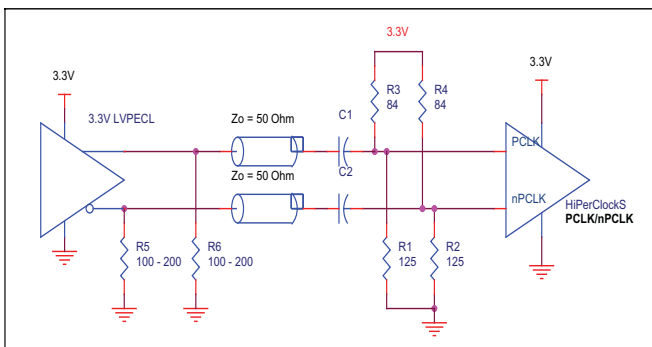 3.3V
3.3V
3.3V
3.3V LVPECL
R3
84
R4
84
Zo = 50 Ohm
C1
Zo = 50 Ohm
C2
PCLK
nPCLK
HiPerClockS
PCLK/nPCLK
R5
100 - 200
R6
100 - 200
R1
125
R2
125